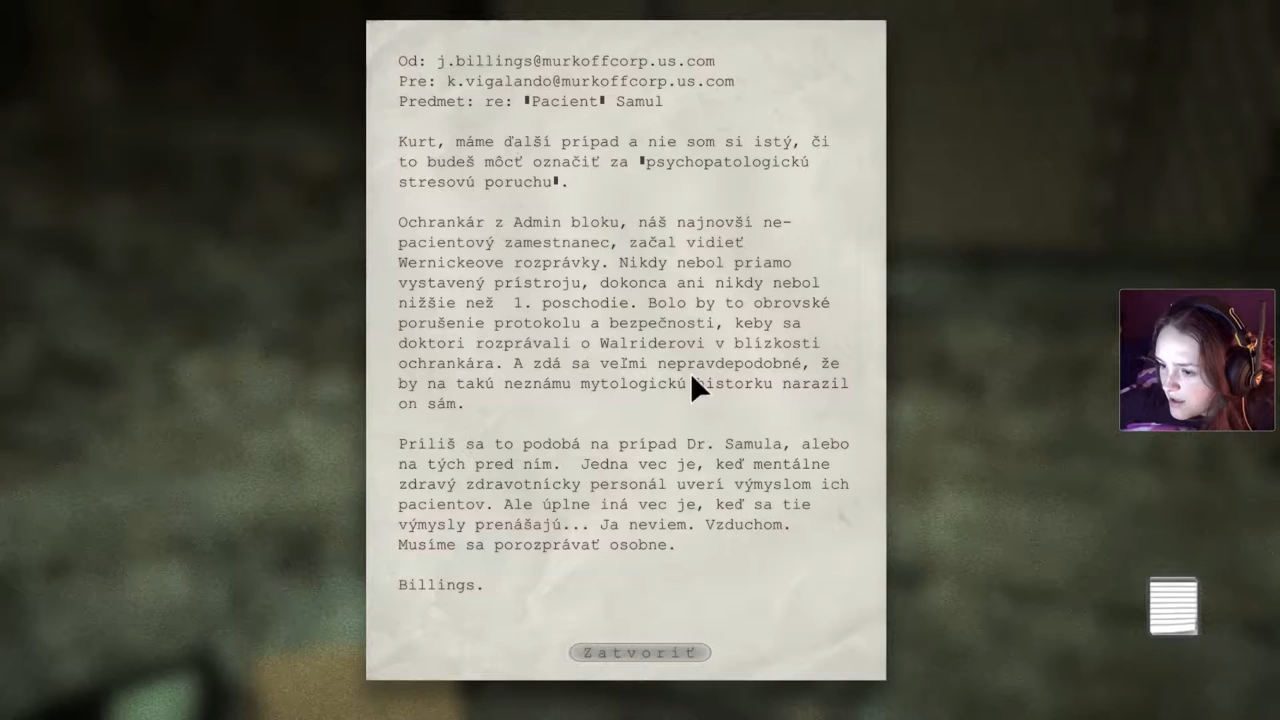 Od: j.billings@murkoffcorp.us.com
Pre: k.vigalando@murkoffcorp.us.com
Predmet: re: ▮Pacient▮ Samul
Kurt, máme ďalší prípad a nie som si istý, či
to budeš môcť označiť za ▮psychopatologickú
stresovú poruchu▮.
Ochrankár z Admin bloku, náš najnovší ne-
pacientový zamestnanec, začal vidieť
Wernickeove rozprávky. Nikdy nebol priamo
vystavený prístroju, dokonca ani nikdy nebol
nižšie než  1. poschodie. Bolo by to obrovské
porušenie protokolu a bezpečnosti, keby sa
doktori rozprávali o Walriderovi v blízkosti
ochrankára. A zdá sa veľmi nepravdepodobné, že
by na takú neznámu mytologickú historku narazil
on sám.
Príliš sa to podobá na prípad Dr. Samula, alebo
na tých pred ním.  Jedna vec je, keď mentálne
zdravý zdravotnícky personál uverí výmyslom ich
pacientov. Ale úplne iná vec je, keď sa tie
výmysly prenášajú... Ja neviem. Vzduchom.
Musíme sa porozprávať osobne.
Billings.
Zatvoriť